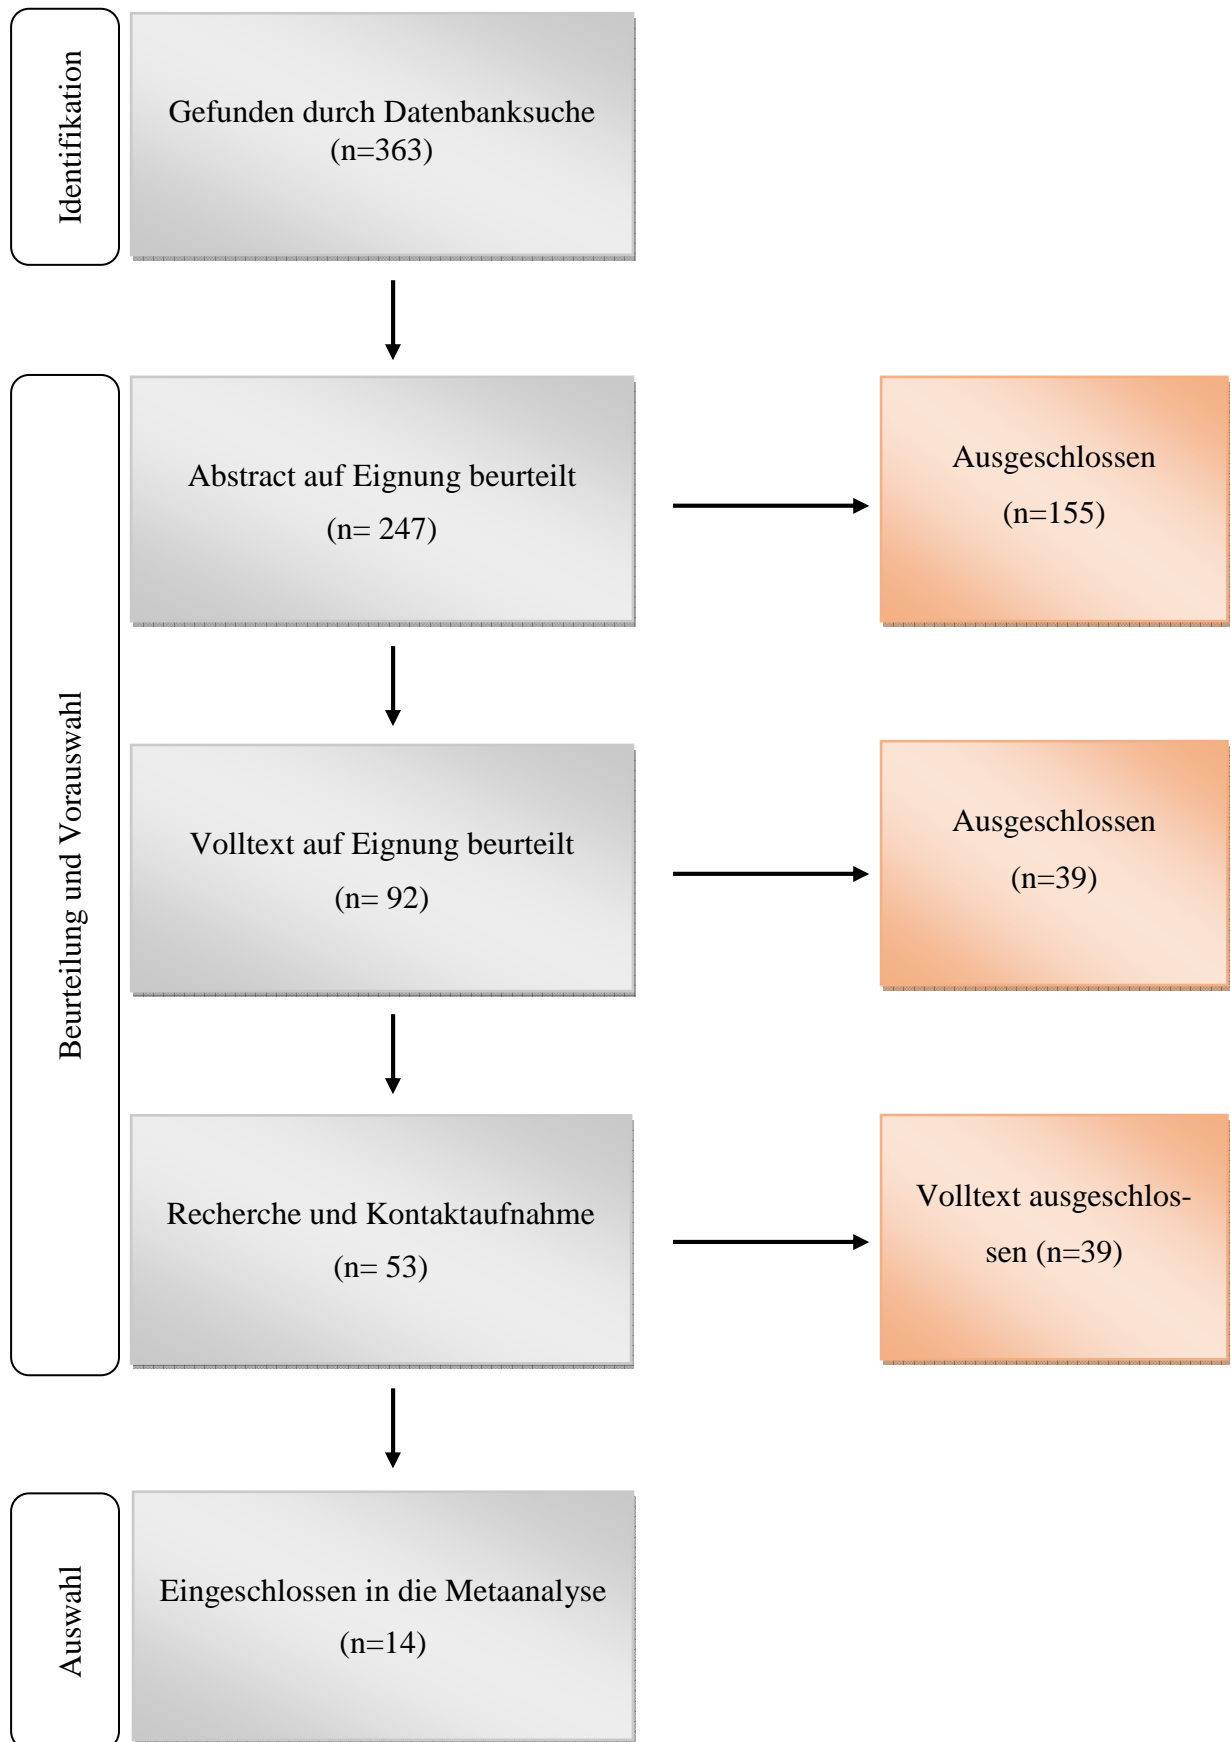 Identifikation
Gefunden durch Datenbanksuche
(n=363)
Beurteilung und Vorauswahl
Abstract auf Eignung beurteilt
(n= 247)
Ausgeschlossen
(n=155)
Volltext auf Eignung beurteilt
(n= 92)
Ausgeschlossen
(n=39)
Recherche und Kontaktaufnahme
(n= 53)
Volltext ausgeschlos-
sen (n=39)
Auswahl
Eingeschlossen in die Metaanalyse
(n=14)